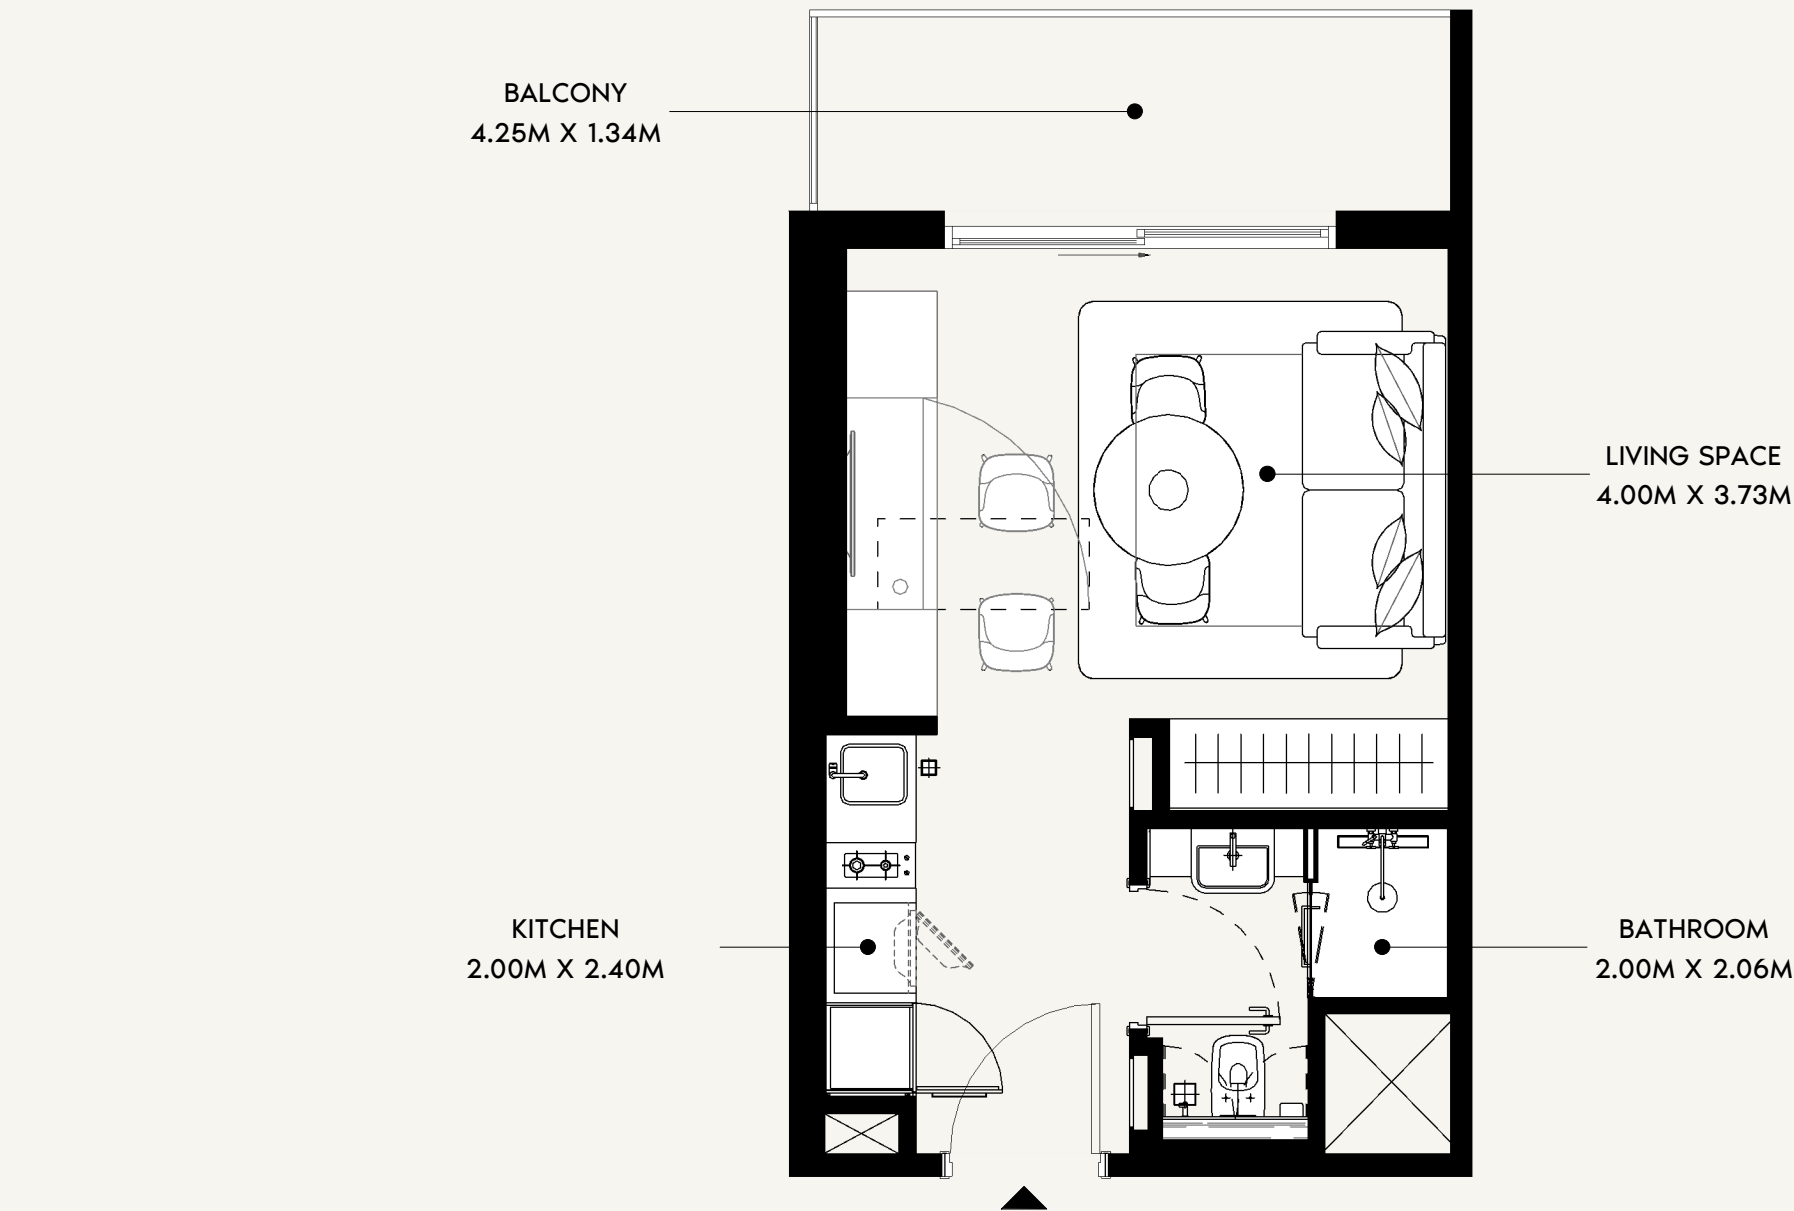 BALCONY
4.25M X 1.34M
LIVING SPACE
4.00M X 3.73M
KITCHEN
2.00M X 2.40M
BATHROOM
2.00M X 2.06M